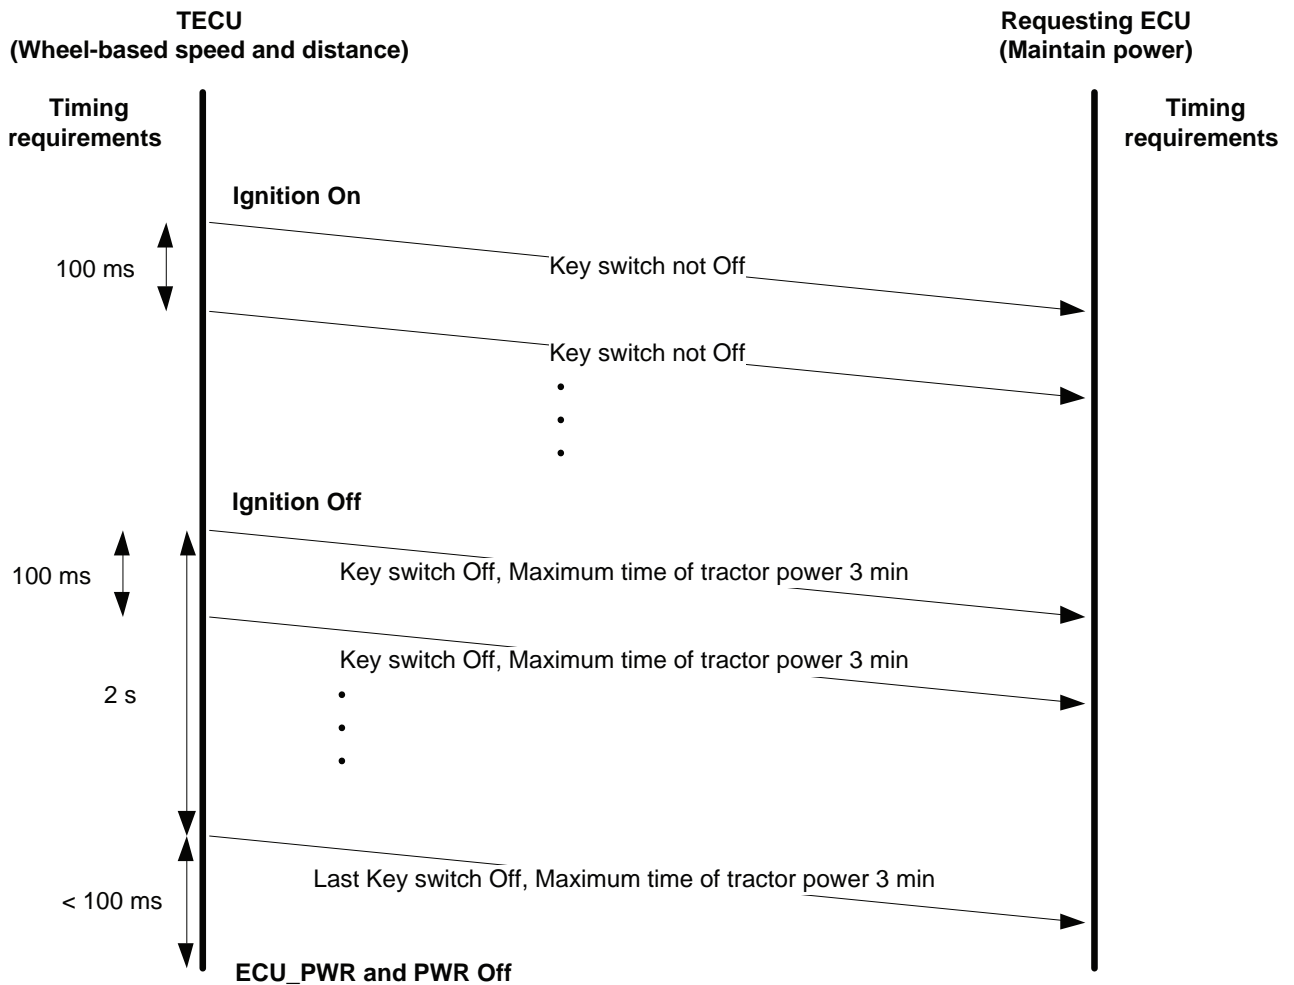 TECU
(Wheel-based speed and distance)
Requesting ECU
(Maintain power)
Timing
requirements
Timing
requirements
Ignition On
100 ms
Key switch not Off
Key switch not Off
Ignition Off
100 ms
Key switch Off, Maximum time of tractor power 3 min
Key switch Off, Maximum time of tractor power 3 min
2 s
Last Key switch Off, Maximum time of tractor power 3 min
< 100 ms
ECU_PWR and PWR Off